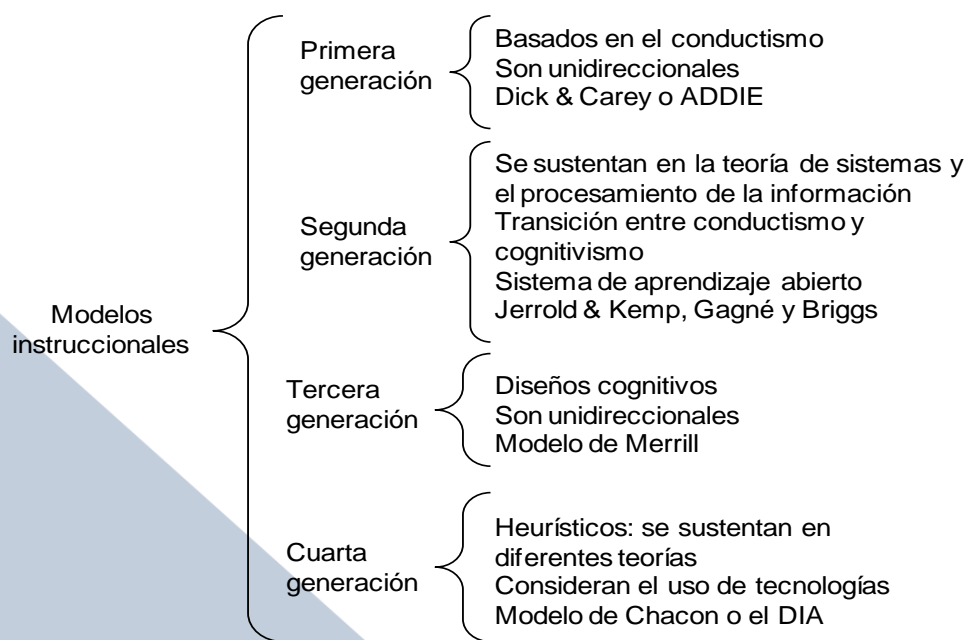 Modelos
instruccionales
Primera
generación
Basados en el conductismo
Son unidireccionales
Dick & Carey o ADDIE
Segunda
generación
Se sustentan en la teoría de sistemas y
el procesamiento de la información
Transición entre conductismo y
cognitivismo
Sistema de aprendizaje abierto
Jerrold & Kemp, Gagné y Briggs
Tercera
generación
Diseños cognitivos
Son unidireccionales
Modelo de Merrill
Cuarta
generación
Heurísticos: se sustentan en
diferentes teorías
Consideran el uso de tecnologías
Modelo de Chacon o el DIA